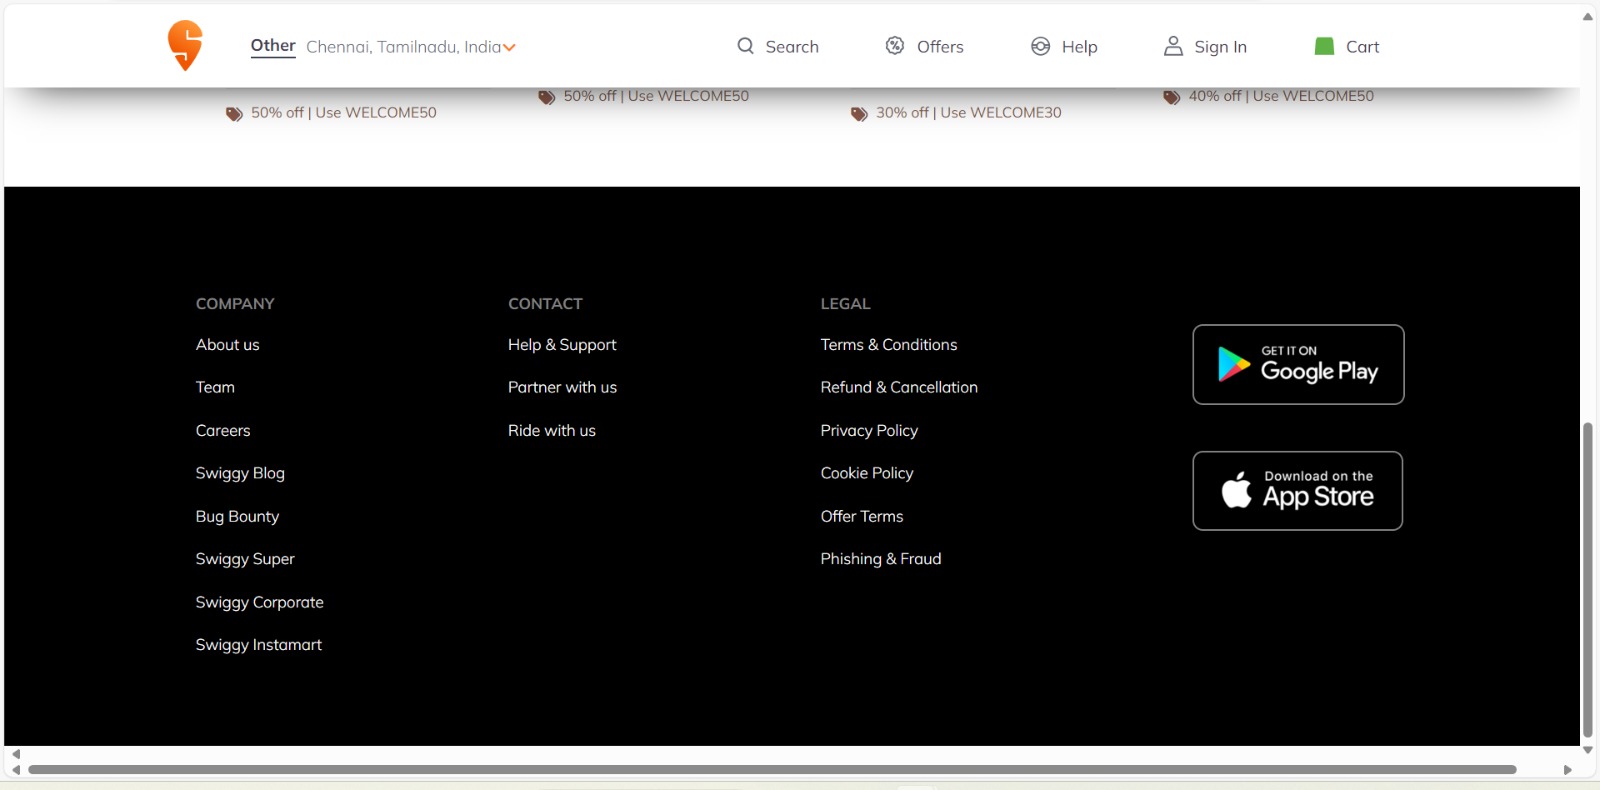 Other Chennai, Tamilnadu, India Search Offers Help Sign In Cart
50% off | Use WELCOME50
50% off | Use WELCOME50
30% off | Use WELCOME30
40% off | Use WELCOME50
COMPANY
About us
Team
Careers
Swiggy Blog
Bug Bounty
Swiggy Super
Swiggy Corporate
Swiggy Instamart
CONTACT
Help & Support
Partner with us
Ride with us
LEGAL
Terms & Conditions
Refund & Cancellation
Privacy Policy
Cookie Policy
Offer Terms
Phishing & Fraud
GET IT ON
Google Play
Download on the
App Store